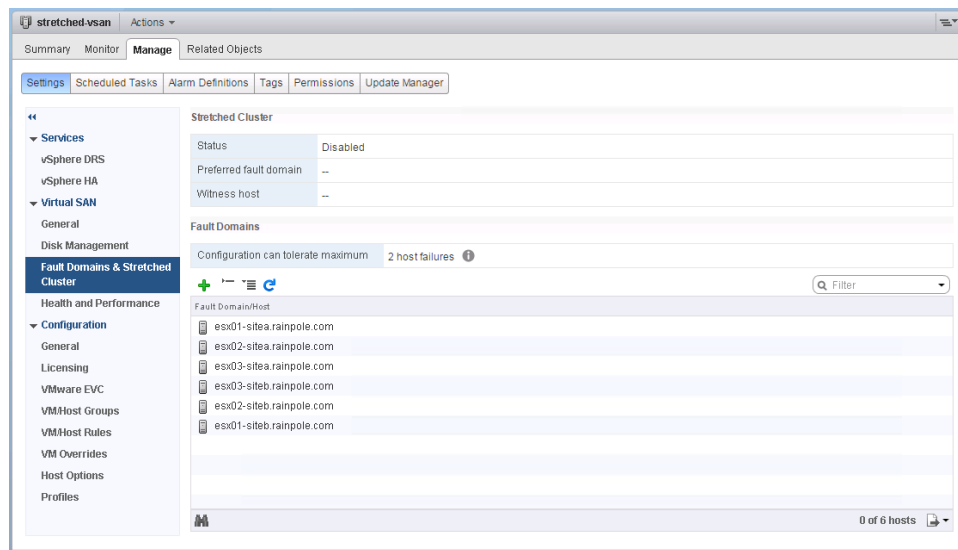 stretched-vsan Actions
Summary Monitor Manage Related Objects
Settings Scheduled Tasks Alarm Definitions Tags Permissions Update Manager
Services
vSphere DRS
vSphere HA
Virtual SAN
General
Disk Management
Fault Domains & Stretched
Cluster
Health and Performance
Configuration
General
Licensing
VMware EVC
VM/Host Groups
VM/Host Rules
VM Overrides
Host Options
Profiles
Stretched Cluster
Status Disabled
Preferred fault domain --
Witness host --
Fault Domains
Configuration can tolerate maximum 2 host failures
Filter
Fault Domain/Host
esx01-sitea.rainpole.com
esx02-sitea.rainpole.com
esx03-sitea.rainpole.com
esx03-siteb.rainpole.com
esx02-siteb.rainpole.com
esx01-siteb.rainpole.com
0 of 6 hosts